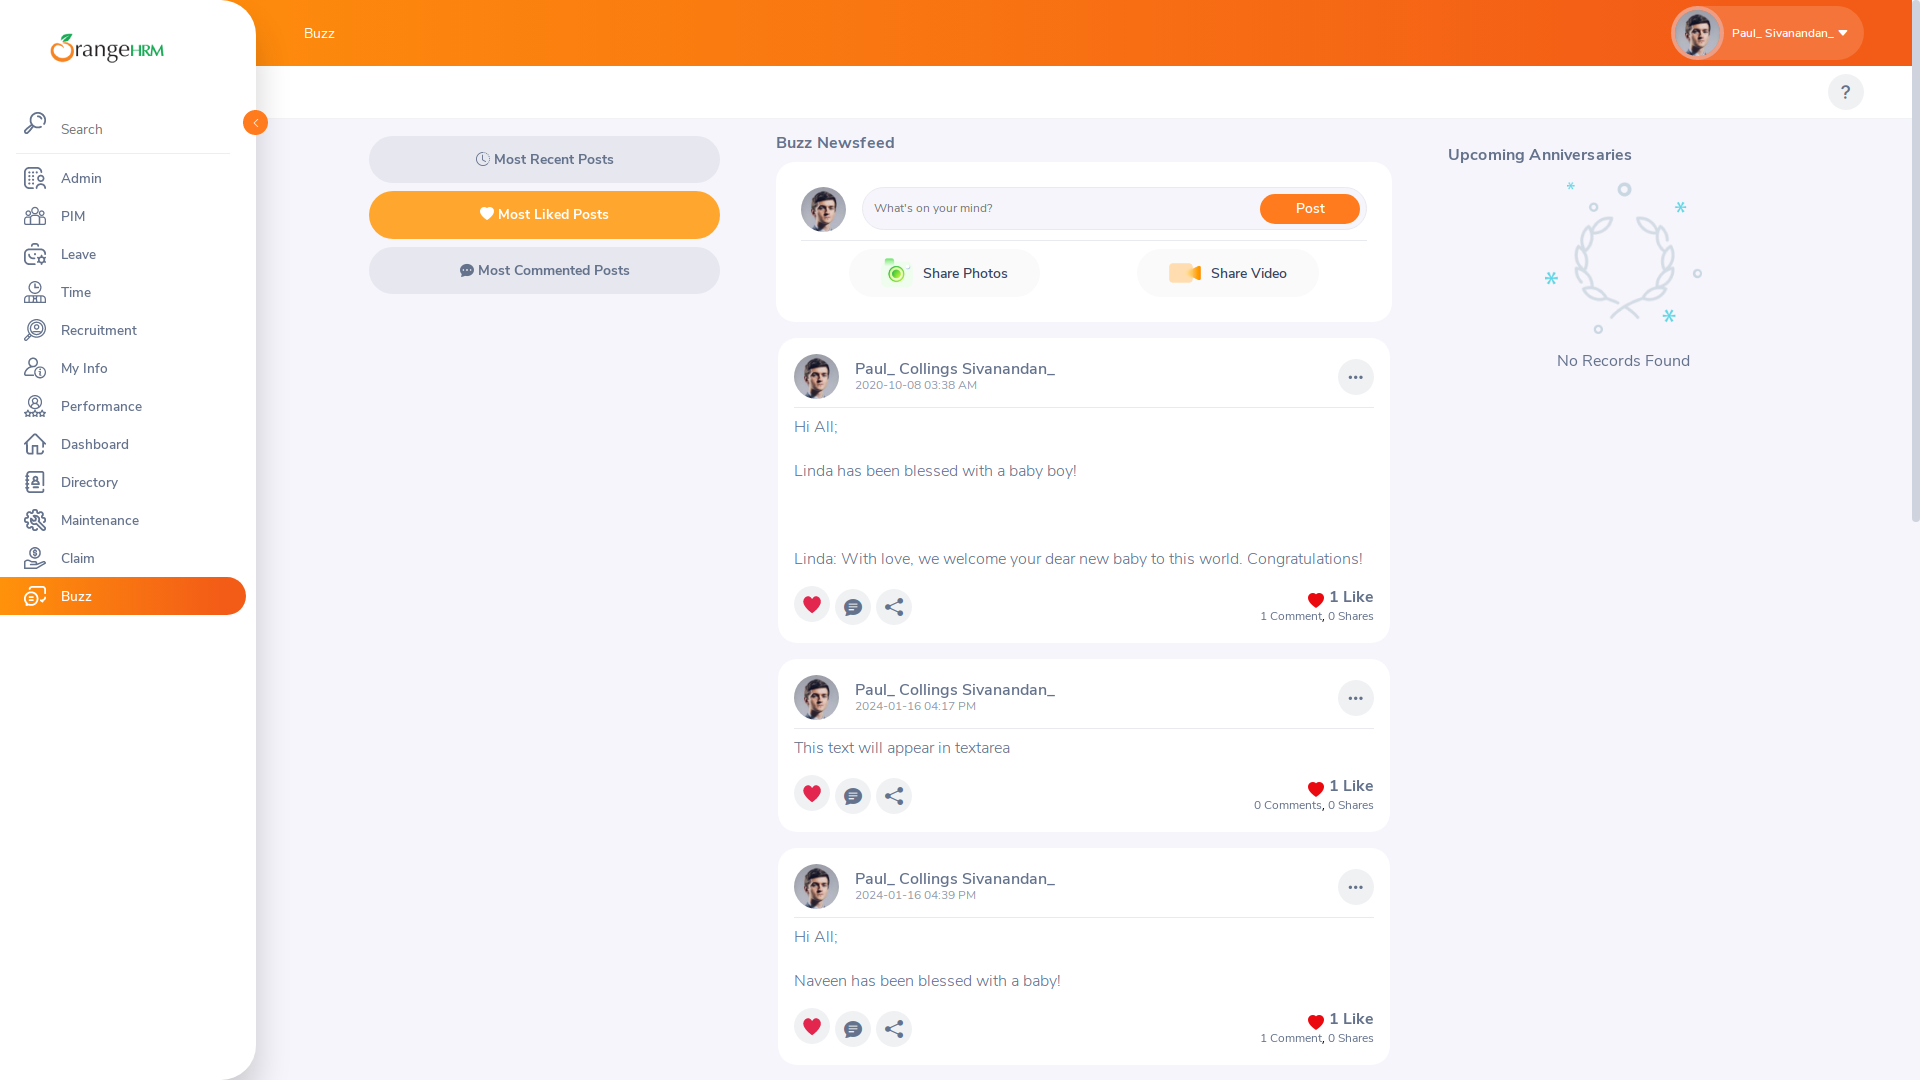 OrangeHRM
Buzz
Paul_ Sivanandan_
?
Search
Admin
PIM
Leave
Time
Recruitment
My Info
Performance
Dashboard
Directory
Maintenance
Claim
Buzz
Most Recent Posts
Most Liked Posts
Most Commented Posts
Buzz Newsfeed
What's on your mind?
Post
Share Photos
Share Video
Paul_ Collings Sivanandan_
2020-10-08 03:38 AM
Hi All;
Linda has been blessed with a baby boy!
Linda: With love, we welcome your dear new baby to this world. Congratulations!
1 Like
1 Comment, 0 Shares
Paul_ Collings Sivanandan_
2024-01-16 04:17 PM
This text will appear in textarea
1 Like
0 Comments, 0 Shares
Paul_ Collings Sivanandan_
2024-01-16 04:39 PM
Hi All;
Naveen has been blessed with a baby!
1 Like
1 Comment, 0 Shares
Upcoming Anniversaries
No Records Found